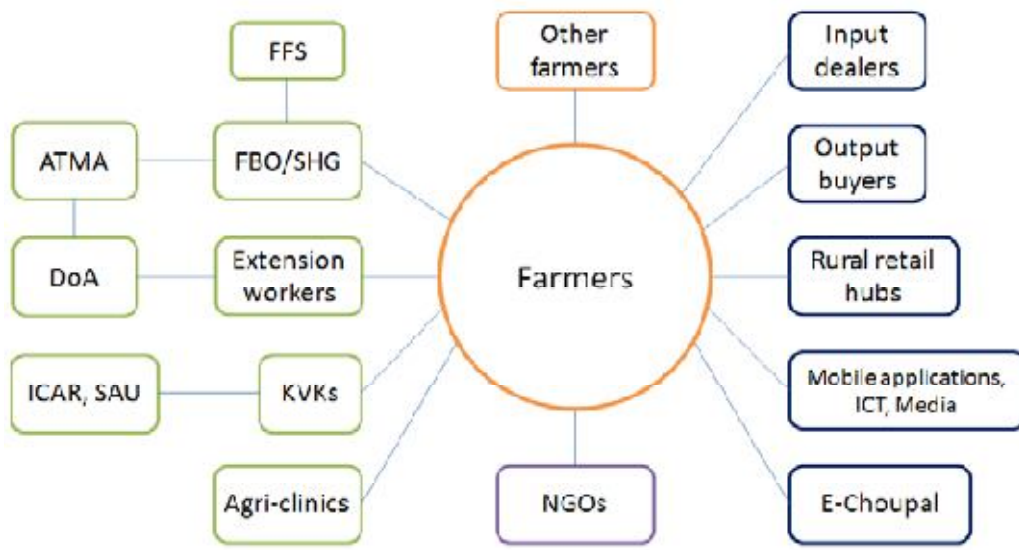 FFS
Other
farmers
Input
dealers
ATMA
FBO/SHG
Output
buyers
DoA
Extension
workers
Farmers
Rural retail
hubs
ICAR, SAU
KVKs
Mobile applications,
ICT, Media
Agri-clinics
NGOs
E-Choupal